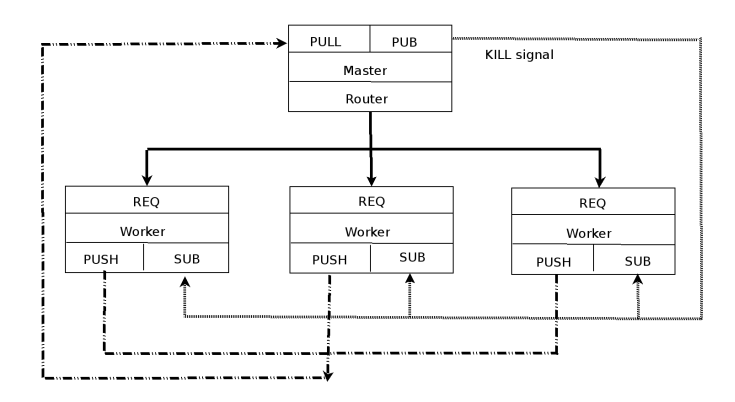 PULL PUB
KILL signal
Master
Router
REQ REQ REQ
Worker Worker Worker
PUSH SUB PUSH SUB PUSH SUB